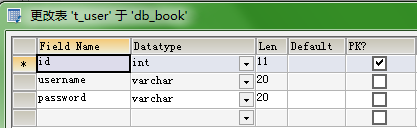 更改表 't_user' 于 'db_book'
Field Name Datatype Len Default PK?
* id int 11
username varchar 20
password varchar 20